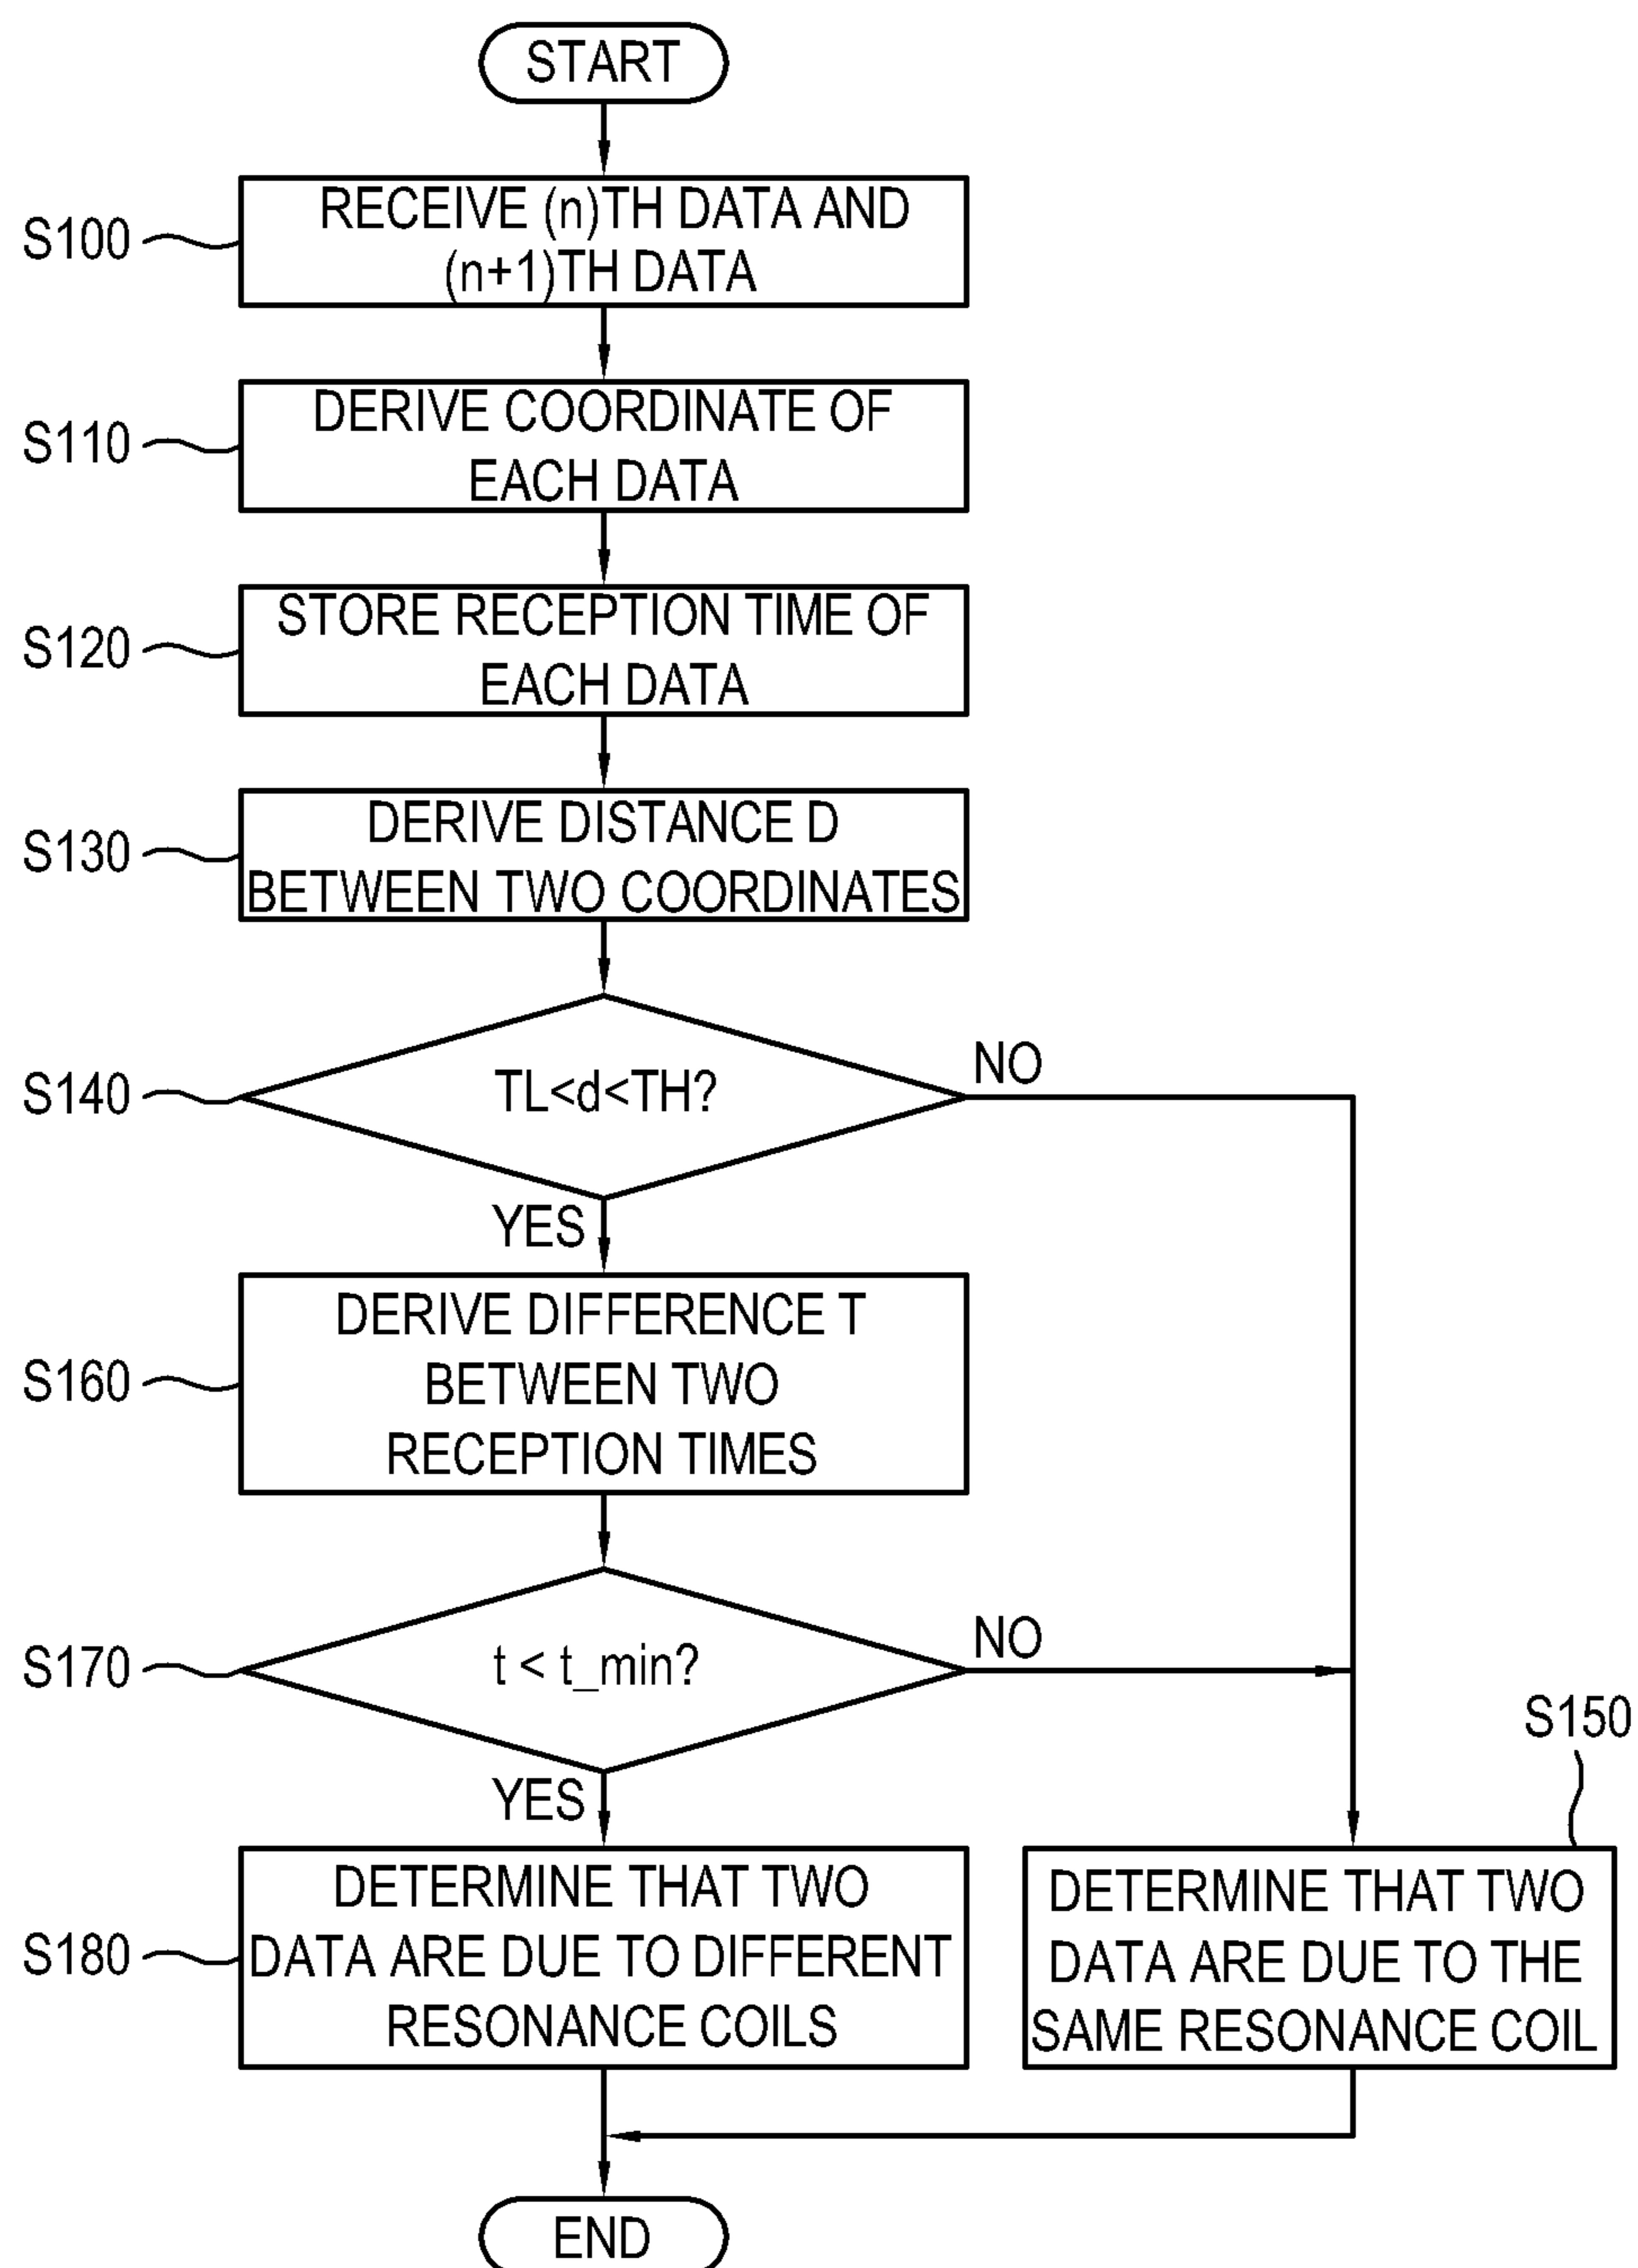 START
S100
RECEIVE (n)TH DATA AND
(n+1)TH DATA
S110
DERIVE COORDINATE OF
EACH DATA
S120
STORE RECEPTION TIME OF
EACH DATA
S130
DERIVE DISTANCE D
BETWEEN TWO COORDINATES
S140
TL<d<TH?
NO
YES
S160
DERIVE DIFFERENCE T
BETWEEN TWO
RECEPTION TIMES
S170
t < t_min?
NO
YES
S180
DETERMINE THAT TWO
DATA ARE DUE TO DIFFERENT
RESONANCE COILS
S150
DETERMINE THAT TWO
DATA ARE DUE TO THE
SAME RESONANCE COIL
END